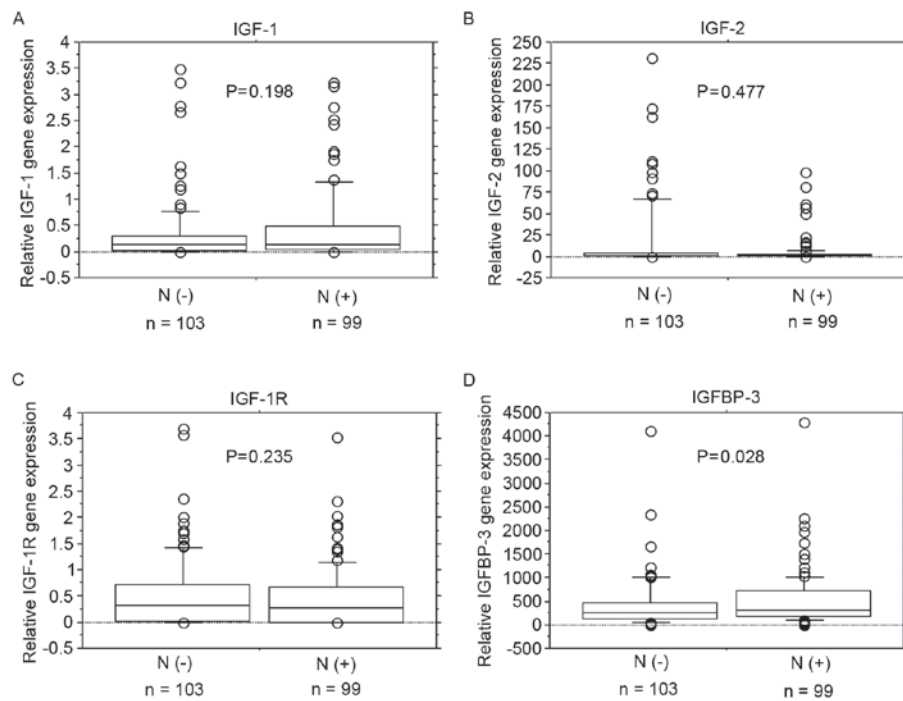 A
IGF-1
Relative IGF-1 gene expression
4
3.5
3
2.5
2
1.5
1
0.5
0
-0.5
P=0.198
N (-) N (+)
n = 103 n = 99
B
IGF-2
Relative IGF-2 gene expression
250
225
200
175
150
125
100
75
50
25
0
-25
P=0.477
N (-) N (+)
n = 103 n = 99
C
IGF-1R
Relative IGF-1R gene expression
4
3.5
3
2.5
2
1.5
1
0.5
0
-0.5
P=0.235
N (-) N (+)
n = 103 n = 99
D
IGFBP-3
Relative IGFBP-3 gene expression
4500
4000
3500
3000
2500
2000
1500
1000
500
0
-500
P=0.028
N (-) N (+)
n = 103 n = 99